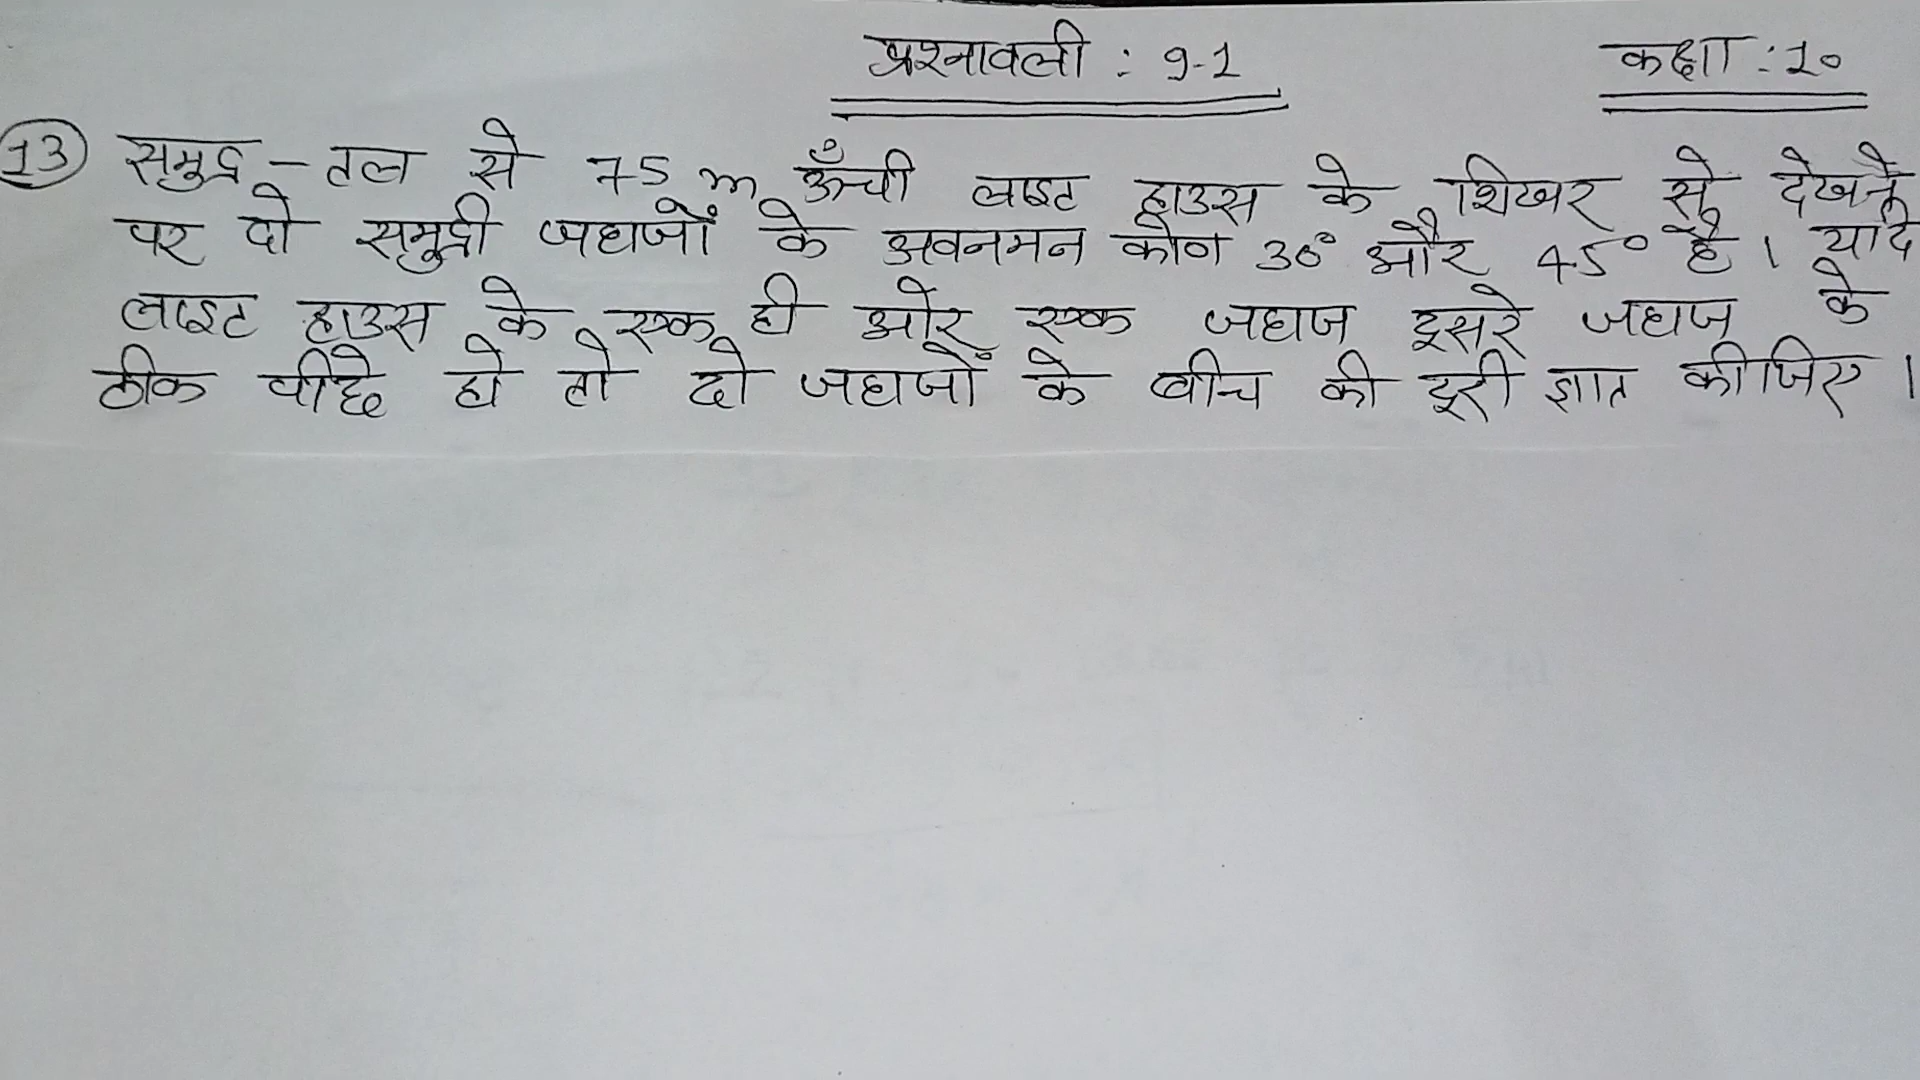 प्रश्नावली : 9.1 कक्षा : 10
13 समुद्र - तल से 75 m ऊँची लाइट हाउस के शिखर से देखने
पर दो समुद्री जहाजों के अवनमन कोण 30° और 45° है । यदि
लाइट हाउस के एक ही ओर एक जहाज दूसरे जहाज के
ठीक पीछे हो तो दो जहाजों के बीच की दूरी ज्ञात कीजिए ।